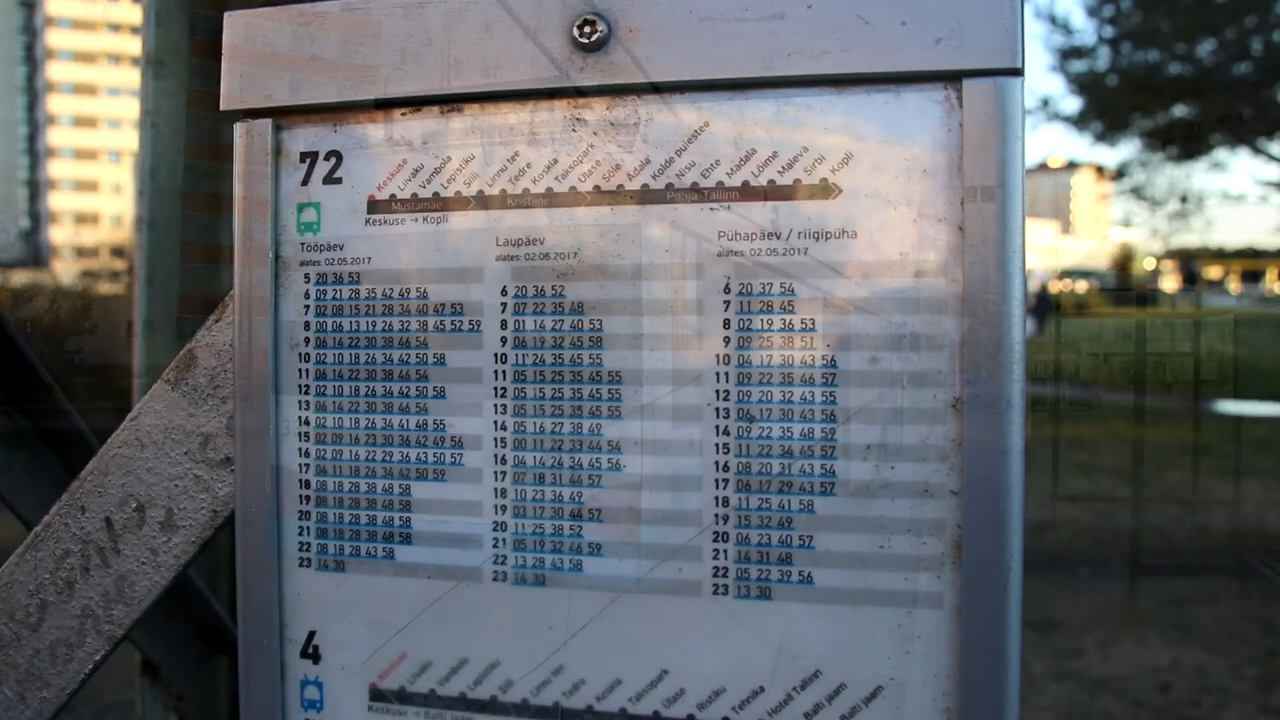 72
Keskuse Liivaku Vambola Lepistiku Siili Linnu tee Tedre Koskla Taksopark Ulase Sõle Ädala Kolde puiestee Nisu Ehte Madala Lõime Maleva Sirbi Kopli
Mustamäe Kristiine Põhja-Tallinn
Keskuse → Kopli
Tööpäev
alates: 02.05.2017
5 20 36 53
6 09 21 28 35 42 49 56
7 02 08 15 21 28 34 40 47 53
8 00 06 13 19 26 32 38 45 52 59
9 06 14 22 30 38 46 54
10 02 10 18 26 34 42 50 58
11 06 14 22 30 38 46 54
12 02 10 18 26 34 42 50 58
13 06 14 22 30 38 46 54
14 02 10 18 26 34 41 48 55
15 02 09 16 23 30 36 42 49 56
16 02 09 16 22 29 36 43 50 57
17 04 11 18 26 34 42 50 59
18 08 18 28 38 48 58
19 08 18 28 38 48 58
20 08 18 28 38 48 58
21 08 18 28 38 48 58
22 08 18 28 43 58
23 14 30
Laupäev
alates: 02.05.2017
6 20 36 52
7 07 22 35 48
8 01 14 27 40 53
9 06 19 32 45 58
10 11 24 35 45 55
11 05 15 25 35 45 55
12 05 15 25 35 45 55
13 05 15 25 35 45 55
14 05 16 27 38 49
15 00 11 22 33 44 54
16 04 14 24 34 45 56
17 07 18 31 44 57
18 10 23 36 49
19 03 17 30 44 57
20 11 25 38 52
21 05 19 32 46 59
22 13 28 43 58
23 14 30
Pühapäev / riigipüha
alates: 02.05.2017
6 20 37 54
7 11 28 45
8 02 19 36 53
9 09 25 38 51
10 04 17 30 43 56
11 09 22 35 46 57
12 09 20 32 43 55
13 06 17 30 43 56
14 09 22 35 48 59
15 11 22 34 45 57
16 08 20 31 43 54
17 06 17 29 43 57
18 11 25 41 58
19 15 32 49
20 06 23 40 57
21 14 31 48
22 05 22 39 56
23 13 30
4
Keskuse Liivaku Vambola Lepistiku Siili Linnu tee Tedre Koskla Taksopark Ulase Ristiku Tehnika Hotell Tallinn Balti jaam Balti jaam
Keskuse → Balti jaam